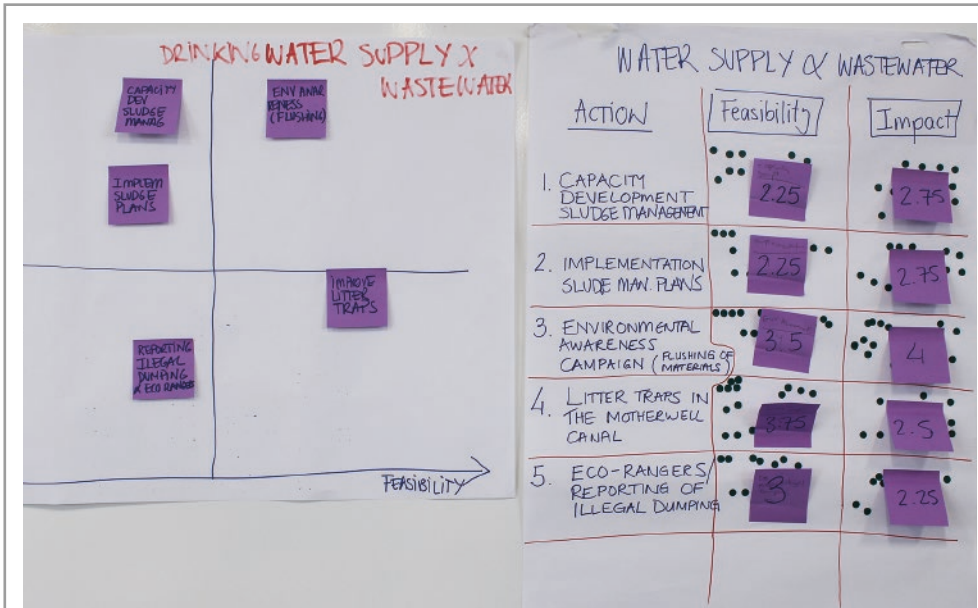 DRINKING WATER SUPPLY &
WASTEWATER
CAPACITY
DEV
SLUDGE
MANAG
ENV AWAR
ENESS
(FLUSHING)
IMPLEM
SLUDGE
PLANS
IMPROVE
LITTER
TRAPS
REPORTING
ILLEGAL
DUMPING
& ECO RANGERS
FEASIBILITY
WATER SUPPLY & WASTEWATER
ACTION Feasibility Impact
1. CAPACITY
DEVELOPMENT
SLUDGE MANAGEMENT
2.25 2.75
2. IMPLEMENTATION
SLUDE MAN. PLANS
2.25 2.75
3. ENVIRONMENTAL
AWARENESS
CAMPAIGN (FLUSHING OF
MATERIALS)
3.5 4
4. LITTER TRAPS IN
THE MOTHERWELL
CANAL
3.75 2.5
5. ECO-RANGERS/
REPORTING OF
ILLEGAL DUMPING
3 2.25